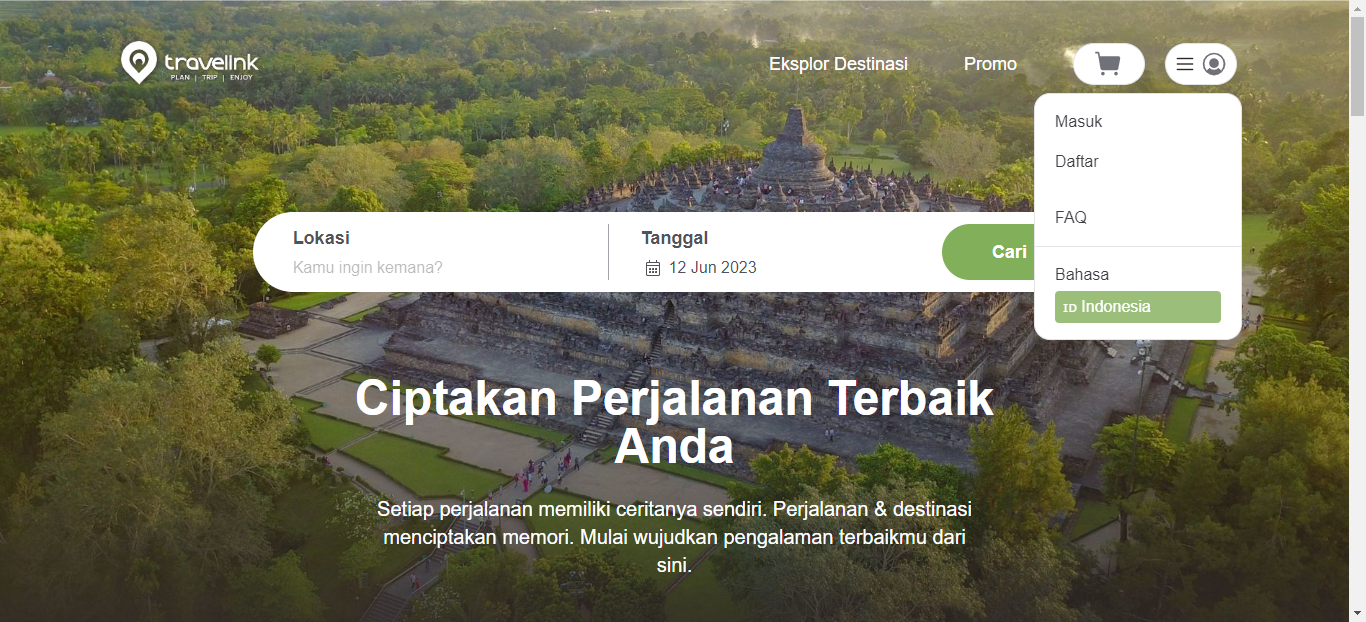 travelink
PLAN | TRIP | ENJOY
Eksplor Destinasi
Promo
Masuk
Daftar
FAQ
Bahasa
ID Indonesia
Lokasi
Kamu ingin kemana?
Tanggal
12 Jun 2023
Cari
Ciptakan Perjalanan Terbaik
Anda
Setiap perjalanan memiliki ceritanya sendiri. Perjalanan & destinasi
menciptakan memori. Mulai wujudkan pengalaman terbaikmu dari
sini.